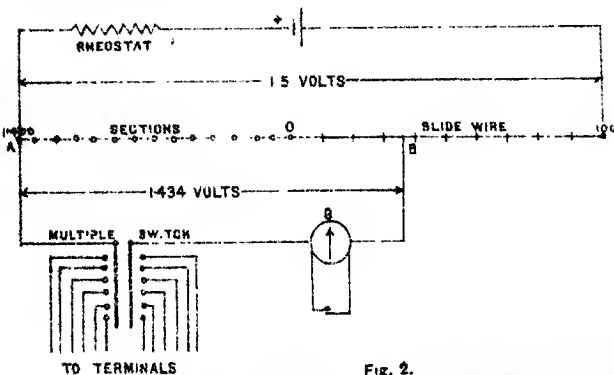 +
RHEOSTAT
1.5 VOLTS
SECTIONS
0
SLIDE WIRE
100
A
B
1.434 VOLTS
MULTIPLE SWITCH
G
TO TERMINALS
Fig. 2.